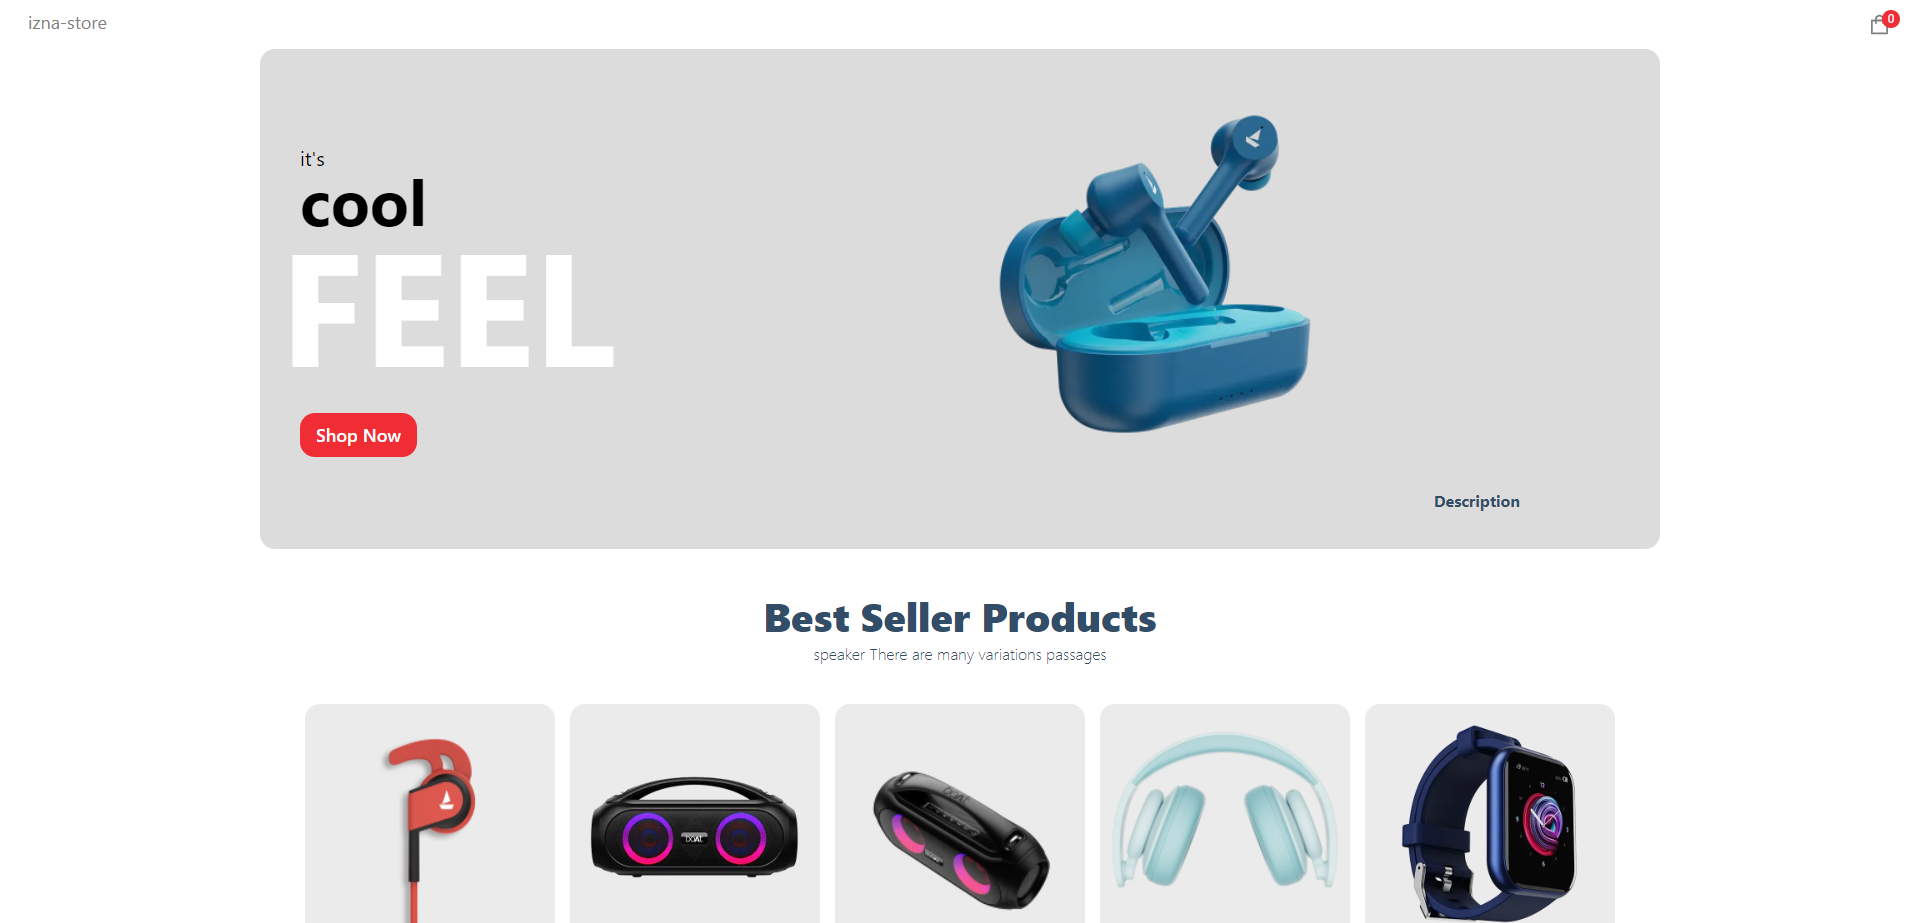 izna-store
0
it's
cool
FEEL
Shop Now
Description
Best Seller Products
speaker There are many variations passages